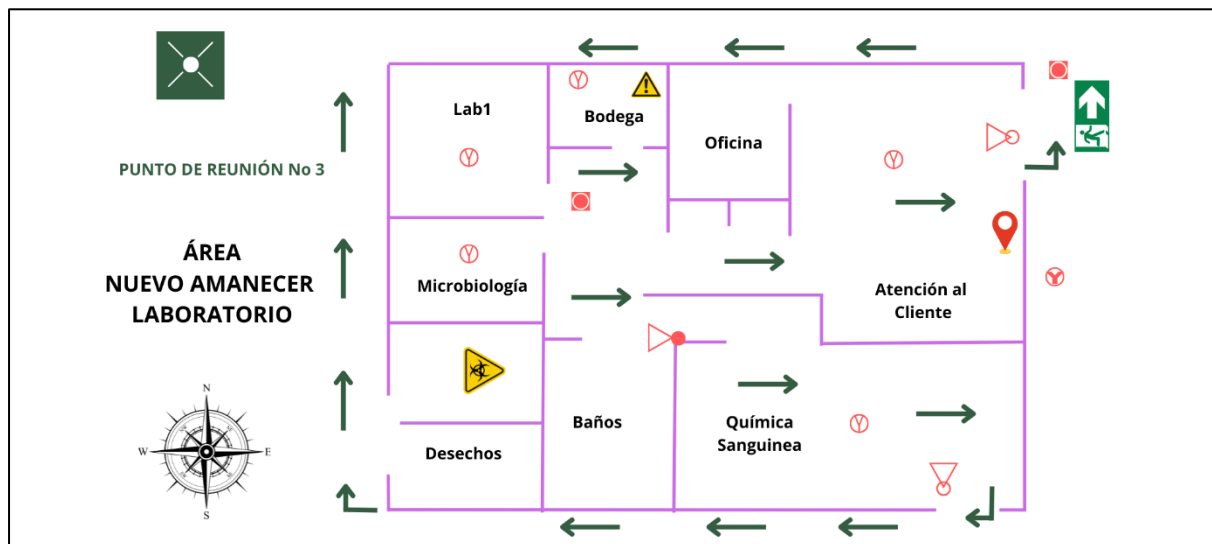 Lab1
Bodega
Oficina
PUNTO DE REUNIÓN No 3
ÁREA
NUEVO AMANECER
LABORATORIO
Microbiología
Atención al
Cliente
N
W
E
S
Baños
Química
Sanguinea
Desechos